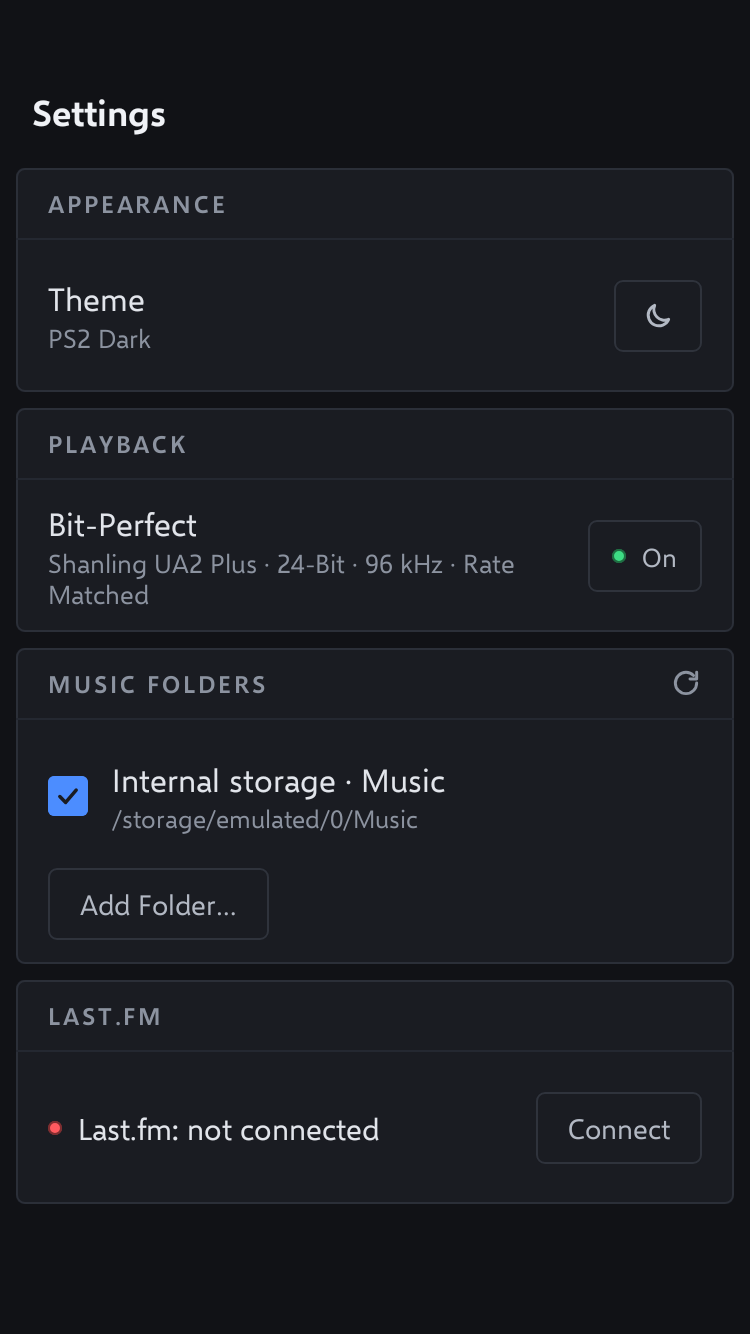 Settings
APPEARANCE
Theme
PS2 Dark
PLAYBACK
Bit-Perfect
Shanling UA2 Plus · 24-Bit · 96 kHz · Rate
Matched
On
MUSIC FOLDERS
Internal storage · Music
/storage/emulated/0/Music
Add Folder...
LAST.FM
Last.fm: not connected
Connect